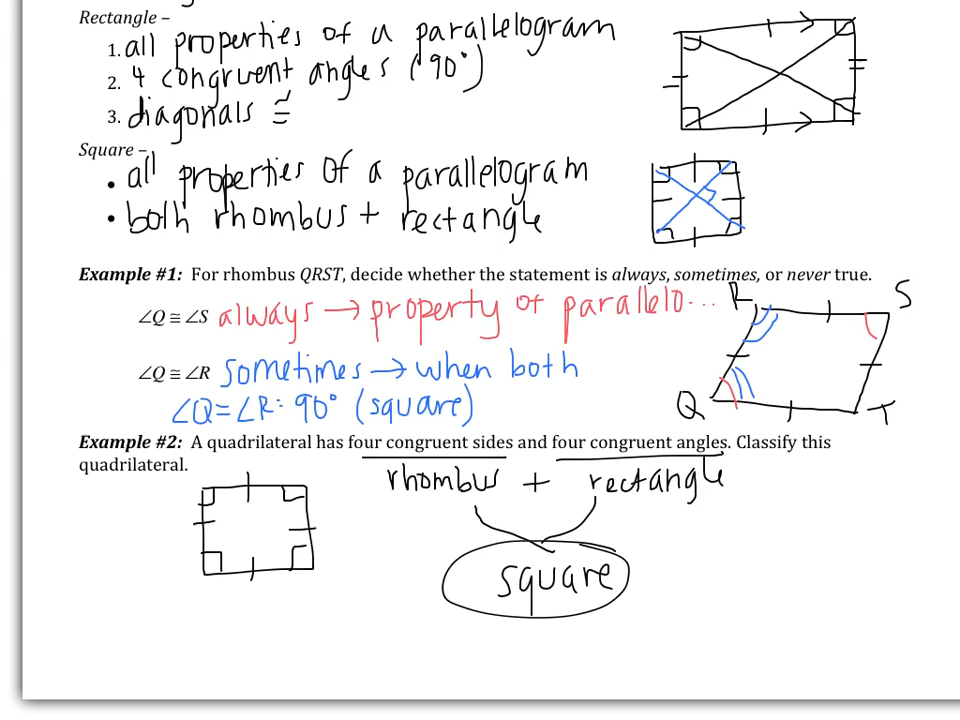 Rectangle –
1. all properties of a parallelogram
2. 4 congruent angles (90°)
3. diagonals ≅
Square –
• all properties of a parallelogram
• both rhombus + rectangle
Example #1: For rhombus QRST, decide whether the statement is always, sometimes, or never true.
∠Q ≅ ∠S always → property of parallelo...
∠Q ≅ ∠R sometimes → when both
∠Q = ∠R = 90° (square)
R S
Q T
Example #2: A quadrilateral has four congruent sides and four congruent angles. Classify this
quadrilateral.
rhombus + rectangle
square